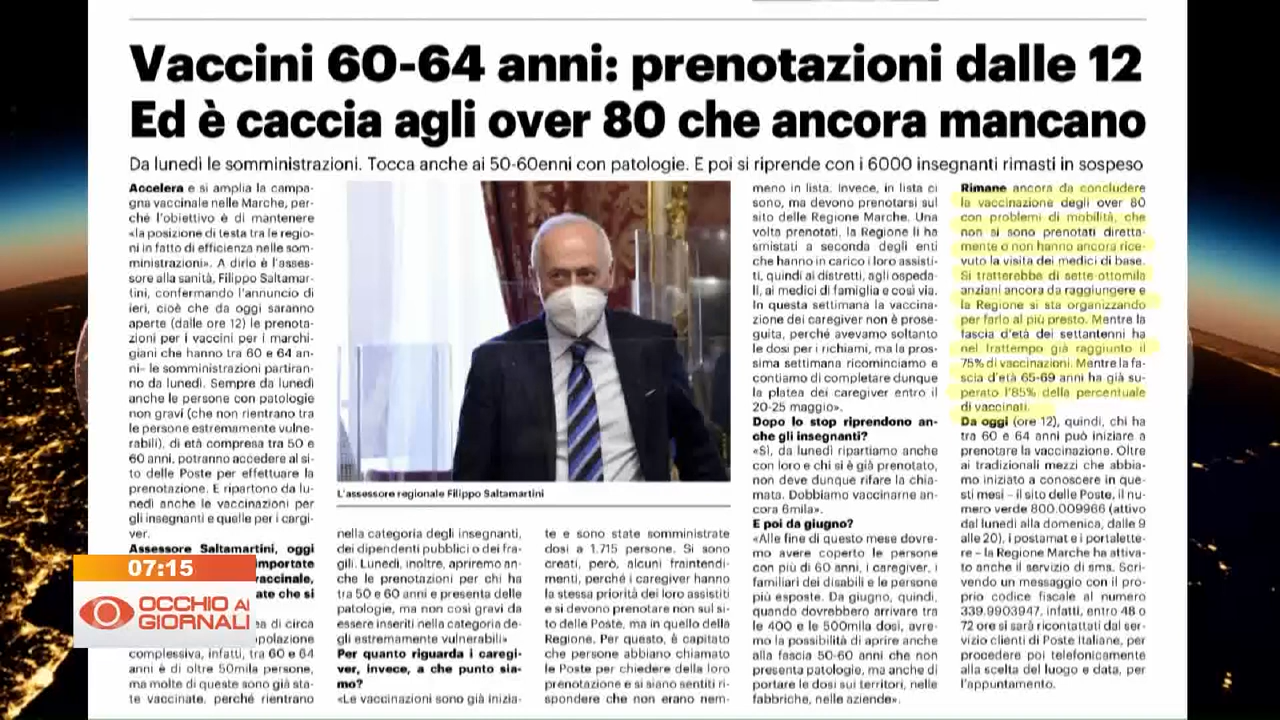 Vaccini 60-64 anni: prenotazioni dalle 12
Ed è caccia agli over 80 che ancora mancano
Da lunedì le somministrazioni. Tocca anche ai 50-60enni con patologie. E poi si riprende con i 6000 insegnanti rimasti in sospeso
Accelera e si amplia la campa-
gna vaccinale nelle Marche, per-
ché l'obiettivo è di mantenere
«la posizione di testa tra le regio-
ni in fatto di efficienza nelle som-
ministrazioni». A dirlo è l'asses-
sore alla sanità, Filippo Saltamar-
tini, confermando l'annuncio di
ieri, cioè che da oggi saranno
aperte (dalle ore 12) le prenota-
zioni per i vaccini per i marchi-
giani che hanno tra 60 e 64 an-
ni– le somministrazioni partiran-
no da lunedì. Sempre da lunedì
anche le persone con patologie
non gravi (che non rientrano tra
le persone estremamente vulne-
rabili), di età compresa tra 50 e
60 anni, potranno accedere al si-
to delle Poste per effettuare la
prenotazione. E ripartono da lu-
nedì anche le vaccinazioni per
gli insegnanti e quelle per i cargi-
ver.
Assessore Saltamartini, oggi
importate
vaccinale,
ate che si
ea di circa
opolazione
complessiva, infatti, tra 60 e 64
anni è di oltre 50mila persone,
ma molte di queste sono già sta-
te vaccinate, perché rientrano
L'assessore regionale Filippo Saltamartini
nella categoria degli insegnanti,
dei dipendenti pubblici o dei fra-
gili. Lunedì, inoltre, apriremo an-
che le prenotazioni per chi ha
tra 50 e 60 anni e presenta delle
patologie, ma non così gravi da
essere inseriti nella categoria de-
gli estremamente vulnerabili»
Per quanto riguarda i caregi-
ver, invece, a che punto sia-
mo?
«Le vaccinazioni sono già inizia-
te e sono state somministrate
dosi a 1.715 persone. Si sono
creati, però, alcuni fraintendi-
menti, perché i caregiver hanno
la stessa priorità dei loro assistiti
e si devono prenotare non sul si-
to delle Poste, ma in quello della
Regione. Per questo, è capitato
che persone abbiano chiamato
le Poste per chiedere della loro
prenotazione e si siano sentiti ri-
spondere che non erano nem-
meno in lista. Invece, in lista ci
sono, ma devono prenotarsi sul
sito delle Regione Marche. Una
volta prenotati, la Regione li ha
smistati a seconda degli enti
che hanno in carico i loro assisti-
ti, quindi ai distretti, agli ospeda-
li, ai medici di famiglia e così via.
In questa settimana la vaccina-
zione dei caregiver non è prose-
guita, perché avevamo soltanto
le dosi per i richiami, ma la pros-
sima settimana ricominciamo e
contiamo di completare dunque
la platea dei caregiver entro il
20-25 maggio».
Dopo lo stop riprendono an-
che gli insegnanti?
«Sì, da lunedì ripartiamo anche
con loro e chi si è già prenotato,
non deve dunque rifare la chia-
mata. Dobbiamo vaccinarne an-
cora 6mila».
E poi da giugno?
«Alle fine di questo mese dovre-
mo avere coperto le persone
con più di 60 anni, i caregiver, i
familiari dei disabili e le persone
più esposte. Da giugno, quindi,
quando dovrebbero arrivare tra
le 400 e le 500mila dosi, avre-
mo la possibilità di aprire anche
alla fascia 50-60 anni che non
presenta patologie, ma anche di
portare le dosi sui territori, nelle
fabbriche, nelle aziende».
Rimane ancora da concludere
la vaccinazione degli over 80
con problemi di mobilità, che
non si sono prenotati diretta-
mente o non hanno ancora rice-
vuto la visita dei medici di base.
Si tratterebbe di sette-ottomila
anziani ancora da raggiungere e
la Regione si sta organizzando
per farlo al più presto. Mentre la
fascia d'età dei settantenni ha
nel frattempo già raggiunto il
75% di vaccinazioni. Mentre la fa-
scia d'età 65-69 anni ha già su-
perato l'85% della percentuale
di vaccinati.
Da oggi (ore 12), quindi, chi ha
tra 60 e 64 anni può iniziare a
prenotare la vaccinazione. Oltre
ai tradizionali mezzi che abbia-
mo iniziato a conoscere in que-
sti mesi – il sito delle Poste, il nu-
mero verde 800.009966 (attivo
dal lunedì alla domenica, dalle 9
alle 20), i postamat e i portalette-
re – la Regione Marche ha attiva-
to anche il servizio di sms. Scri-
vendo un messaggio con il pro-
prio codice fiscale al numero
339.9903947, infatti, entro 48 o
72 ore si sarà ricontattati dal ser-
vizio clienti di Poste Italiane, per
procedere poi telefonicamente
alla scelta del luogo e data, per
l'appuntamento.
07:15
OCCHIO AI
GIORNALI